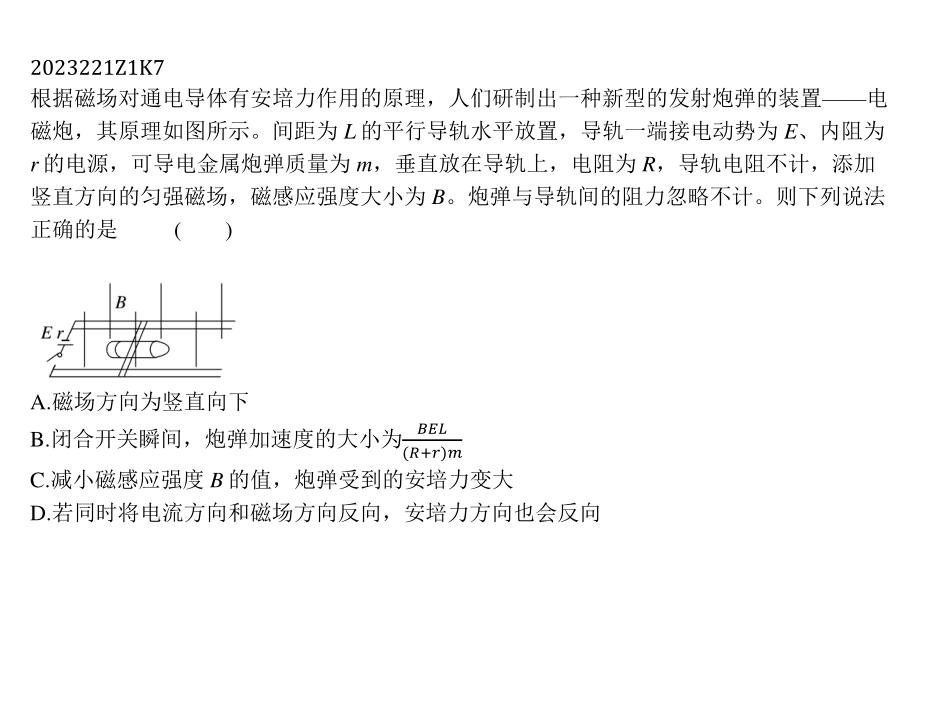 2023221Z1K7
根据磁场对通电导体有安培力作用的原理，人们研制出一种新型的发射炮弹的装置——电
磁炮，其原理如图所示。间距为 L 的平行导轨水平放置，导轨一端接电动势为 E、内阻为
r 的电源，可导电金属炮弹质量为 m，垂直放在导轨上，电阻为 R，导轨电阻不计，添加
竖直方向的匀强磁场，磁感应强度大小为 B。炮弹与导轨间的阻力忽略不计。则下列说法
正确的是 ( )
B
E r
A.磁场方向为竖直向下
B.闭合开关瞬间，炮弹加速度的大小为\frac{BEL}{(R+r)m}
C.减小磁感应强度 B 的值，炮弹受到的安培力变大
D.若同时将电流方向和磁场方向反向，安培力方向也会反向